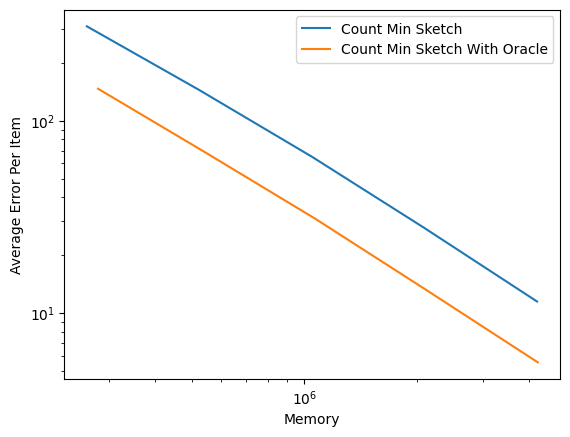 Count Min Sketch
Count Min Sketch With Oracle
Average Error Per Item
10²
10¹
10⁶
Memory